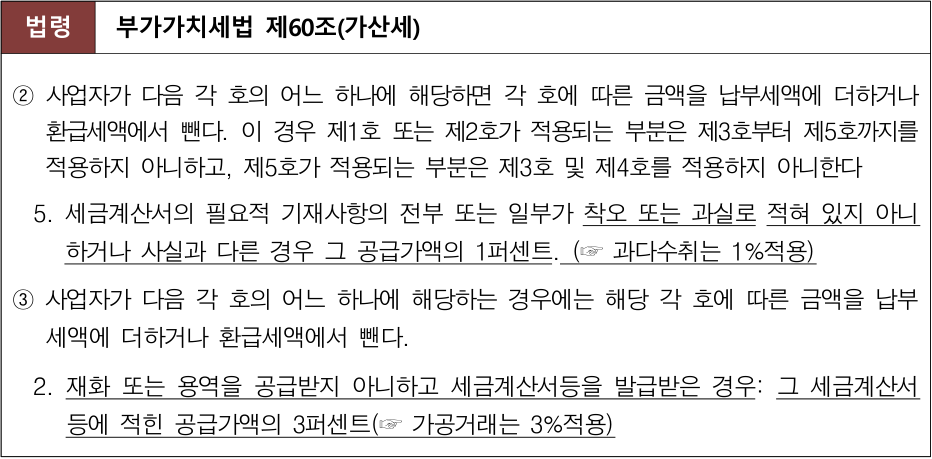 법령 부가가치세법 제60조(가산세)
② 사업자가 다음 각 호의 어느 하나에 해당하면 각 호에 따른 금액을 납부세액에 더하거나
환급세액에서 뺀다. 이 경우 제1호 또는 제2호가 적용되는 부분은 제3호부터 제5호까지를
적용하지 아니하고, 제5호가 적용되는 부분은 제3호 및 제4호를 적용하지 아니한다
5. 세금계산서의 필요적 기재사항의 전부 또는 일부가 착오 또는 과실로 적혀 있지 아니
하거나 사실과 다른 경우 그 공급가액의 1퍼센트. (☞ 과다수취는 1%적용)
③ 사업자가 다음 각 호의 어느 하나에 해당하는 경우에는 해당 각 호에 따른 금액을 납부
세액에 더하거나 환급세액에서 뺀다.
2. 재화 또는 용역을 공급받지 아니하고 세금계산서등을 발급받은 경우: 그 세금계산서
등에 적힌 공급가액의 3퍼센트(☞ 가공거래는 3%적용)